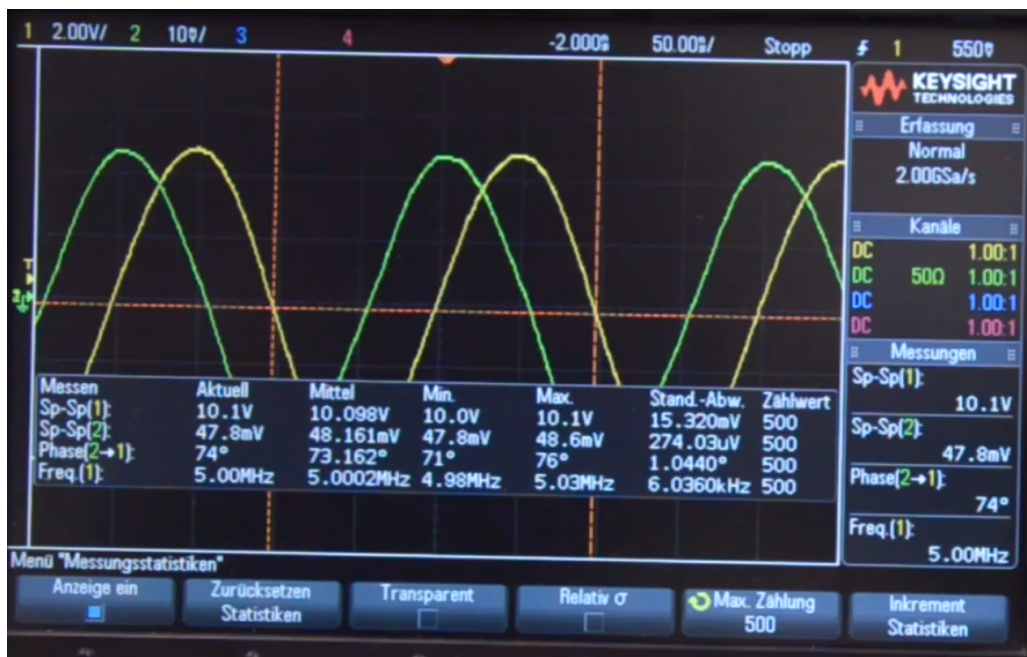 1 2.00V/ 2 10▽/ 3 4 -2.000s 50.00s/ Stopp 1 550▽
KEYSIGHT
TECHNOLOGIES
Erfassung
Normal
2.00GSa/s
Kanäle
DC 1.00:1
DC 50Ω 1.00:1
DC 1.00:1
DC 1.00:1
Messungen
Sp-Sp(1):
10.1V
Sp-Sp(2):
47.8mV
Phase(2→1):
74°
Freq.(1):
5.00MHz
T
Messen Aktuell Mittel Min. Max. Stand.-Abw. Zählwert
Sp-Sp(1): 10.1V 10.098V 10.0V 10.1V 15.320mV 500
Sp-Sp(2): 47.8mV 48.161mV 47.8mV 48.6mV 274.03uV 500
Phase(2→1): 74° 73.162° 71° 76° 1.0440° 500
Freq.(1): 5.00MHz 5.0002MHz 4.98MHz 5.03MHz 6.0360kHz 500
Menü "Messungsstatistiken"
Anzeige ein
Zurücksetzen
Statistiken
Transparent
Relativ σ
Max. Zählung
500
Inkrement
Statistiken